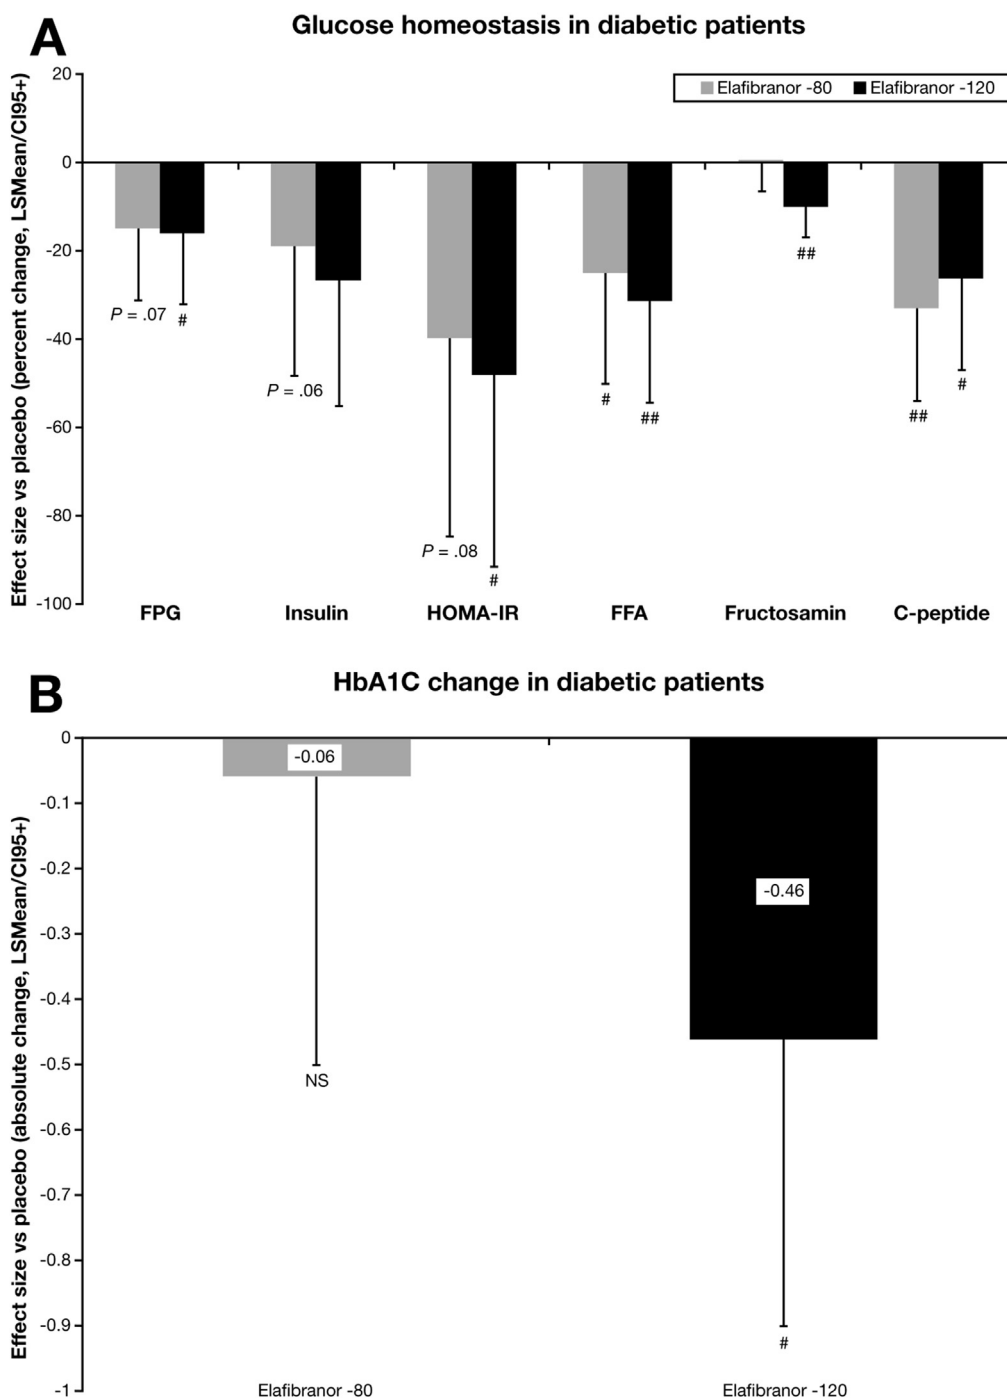 A
Glucose homeostasis in diabetic patients
Elafibranor -80 Elafibranor -120
Effect size vs placebo (percent change, LSMean/CI95+)
20
0
-20
-40
-60
-80
-100
P = .07
#
P = .06
P = .08
#
#
##
##
##
#
FPG Insulin HOMA-IR FFA Fructosamin C-peptide
B
HbA1C change in diabetic patients
Effect size vs placebo (absolute change, LSMean/CI95+)
0
-0.1
-0.2
-0.3
-0.4
-0.5
-0.6
-0.7
-0.8
-0.9
-1
-0.06
NS
-0.46
#
Elafibranor -80 Elafibranor -120